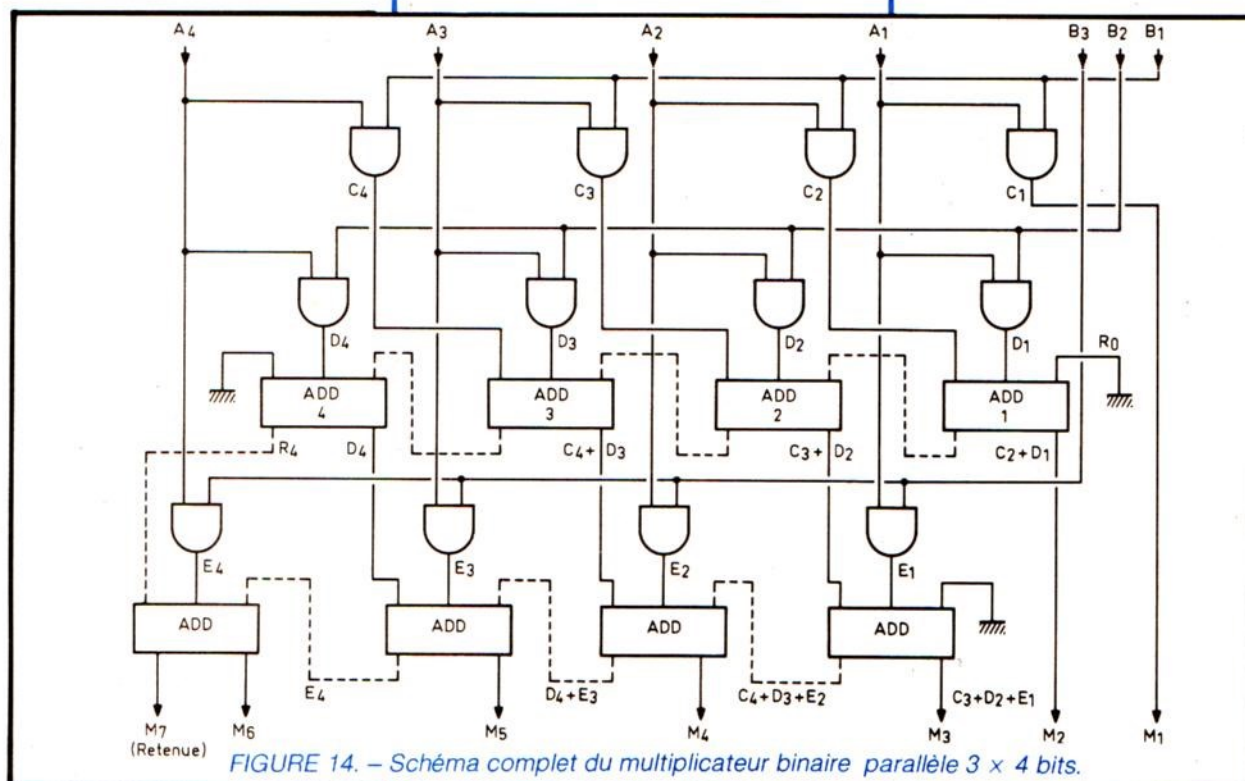 A4 A3 A2 A1 B3 B2 B1
C4 C3 C2 C1
D4 D3 D2 D1 R0
ADD 4 ADD 3 ADD 2 ADD 1
R4 D4 C4+ D3 C3+ D2 C2+D1
E4 E3 E2 E1
ADD ADD ADD ADD
E4 D4+E3 C4+D3+E2 C3+D2+E1
M7 M6 M5 M4 M3 M2 M1
(Retenue)
FIGURE 14. – Schéma complet du multiplicateur binaire parallèle 3 × 4 bits.